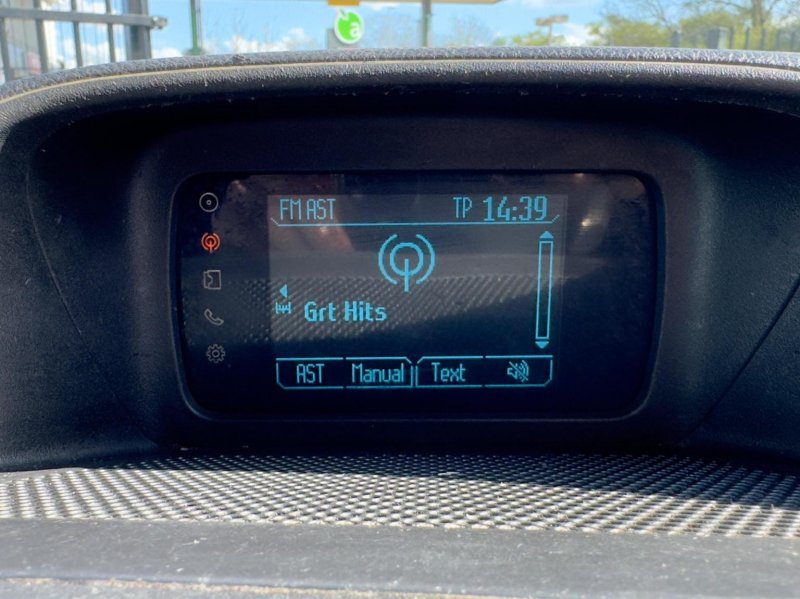 FM AST TP 14:39
Grt Hits
AST Manual Text